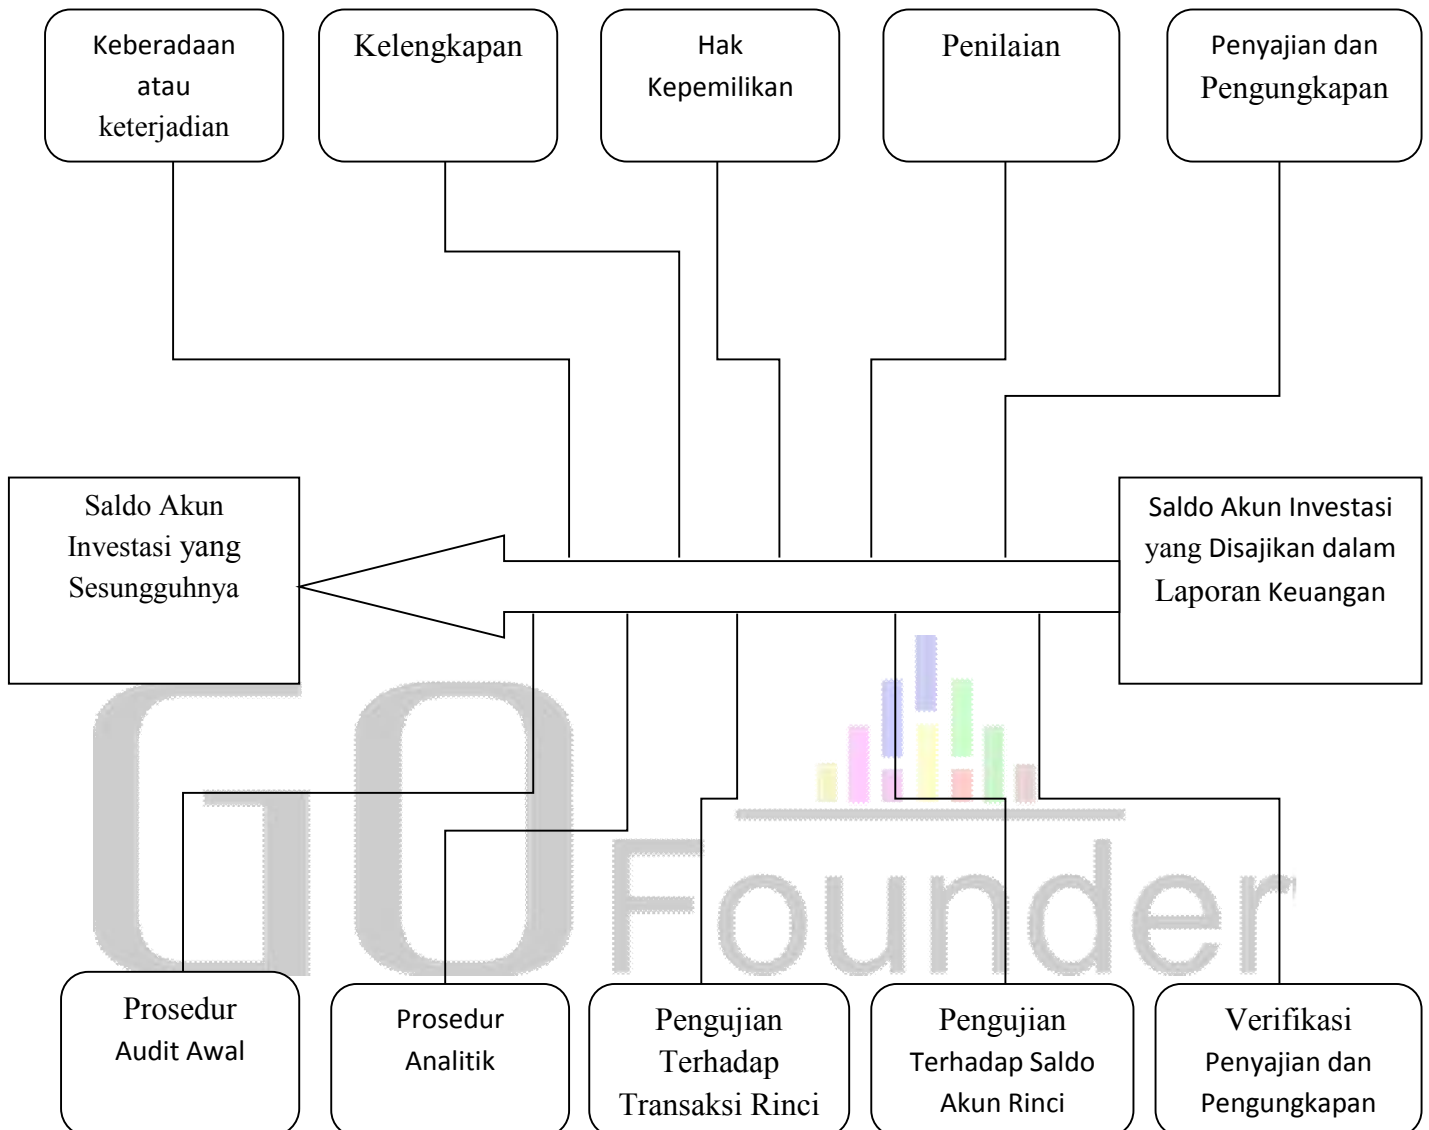 Keberadaan
atau
keterjadian
Kelengkapan
Hak
Kepemilikan
Penilaian
Penyajian dan
Pengungkapan
Saldo Akun
Investasi yang
Sesungguhnya
Saldo Akun Investasi
yang Disajikan dalam
Laporan Keuangan
GO Founder
Prosedur
Audit Awal
Prosedur
Analitik
Pengujian
Terhadap
Transaksi Rinci
Pengujian
Terhadap Saldo
Akun Rinci
Verifikasi
Penyajian dan
Pengungkapan